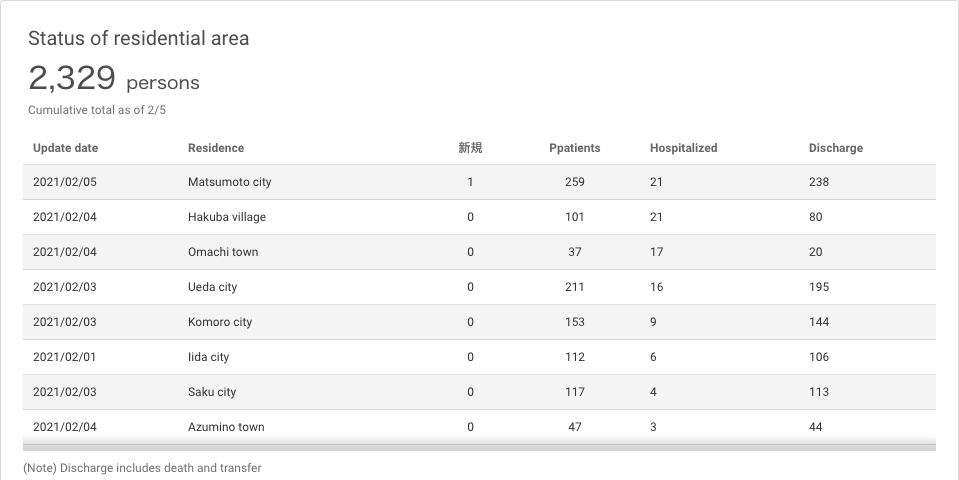 Status of residential area
2,329 persons
Cumulative total as of 2/5
Update date Residence 新規 Ppatients Hospitalized Discharge
2021/02/05 Matsumoto city 1 259 21 238
2021/02/04 Hakuba village 0 101 21 80
2021/02/04 Omachi town 0 37 17 20
2021/02/03 Ueda city 0 211 16 195
2021/02/03 Komoro city 0 153 9 144
2021/02/01 Iida city 0 112 6 106
2021/02/03 Saku city 0 117 4 113
2021/02/04 Azumino town 0 47 3 44
(Note) Discharge includes death and transfer